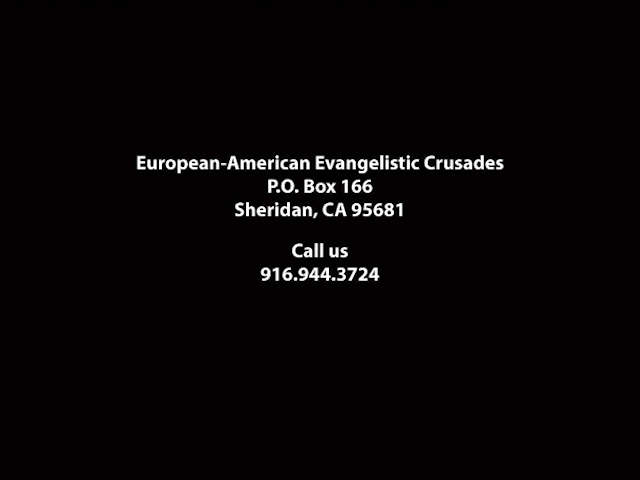 European-American Evangelistic Crusades
P.O. Box 166
Sheridan, CA 95681
Call us
916.944.3724